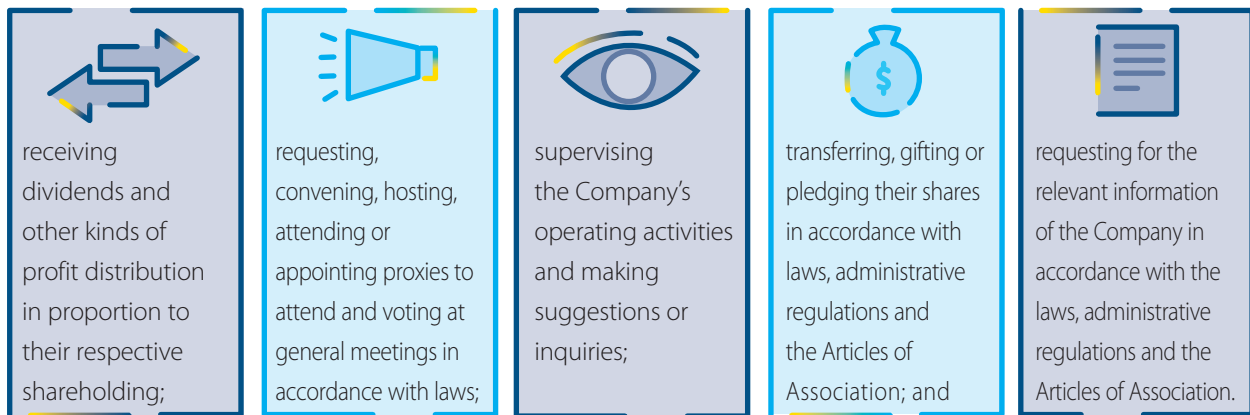 receiving
dividends and
other kinds of
profit distribution
in proportion to
their respective
shareholding;
requesting,
convening, hosting,
attending or
appointing proxies to
attend and voting at
general meetings in
accordance with laws;
supervising
the Company’s
operating activities
and making
suggestions or
inquiries;
$
transferring, gifting or
pledging their shares
in accordance with
laws, administrative
regulations and
the Articles of
Association; and
requesting for the
relevant information
of the Company in
accordance with the
laws, administrative
regulations and the
Articles of Association.